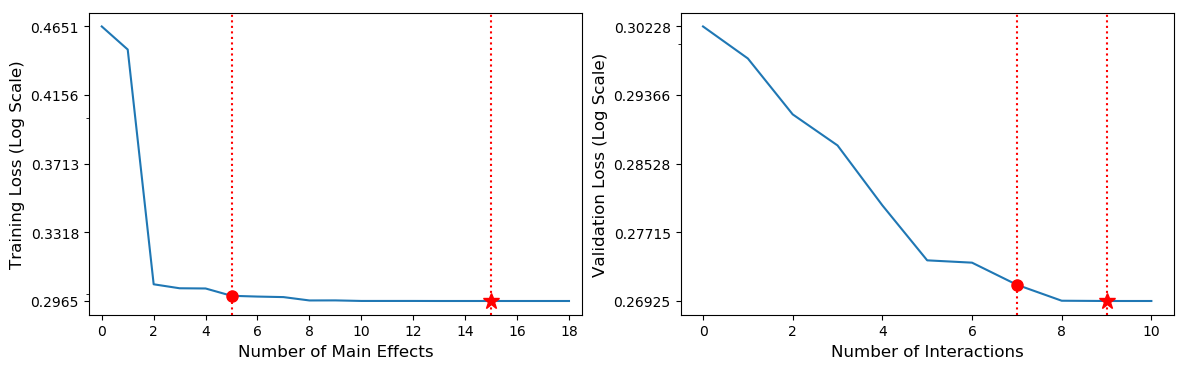 Training Loss (Log Scale)
0.4651
0.4156
0.3713
0.3318
0.2965
0 2 4 6 8 10 12 14 16 18
Number of Main Effects
Validation Loss (Log Scale)
0.30228
0.29366
0.28528
0.27715
0.26925
0 2 4 6 8 10
Number of Interactions